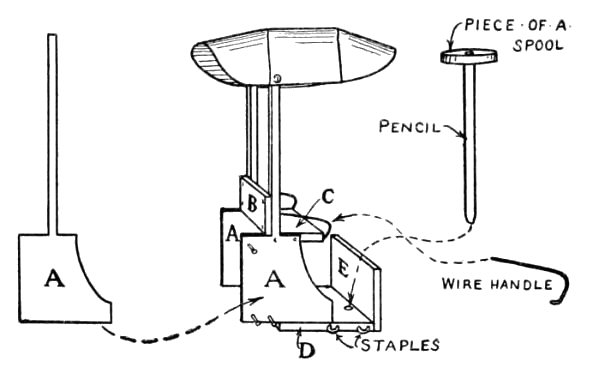 PIECE·OF·A·
SPOOL
PENCIL
B
C
A
A
A
E
WIRE HANDLE
D
STAPLES